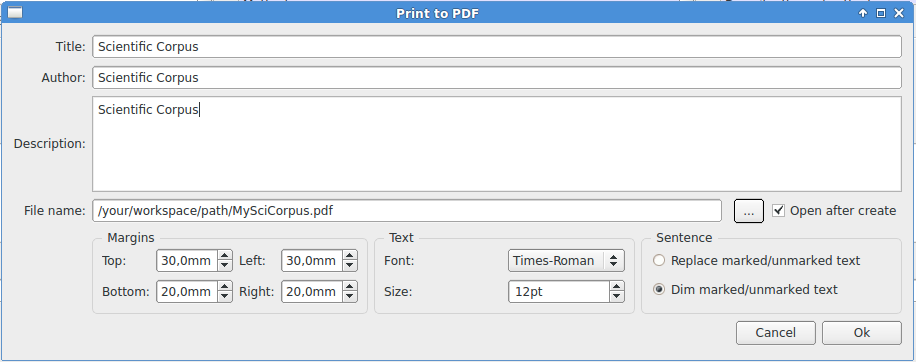 Print to PDF
Title: Scientific Corpus
Author: Scientific Corpus
Description: Scientific Corpus
File name: /your/workspace/path/MySciCorpus.pdf ... Open after create
Margins Text Sentence
Top: 30,0mm Left: 30,0mm Font: Times-Roman Replace marked/unmarked text
Bottom: 20,0mm Right: 20,0mm Size: 12pt Dim marked/unmarked text
Cancel Ok